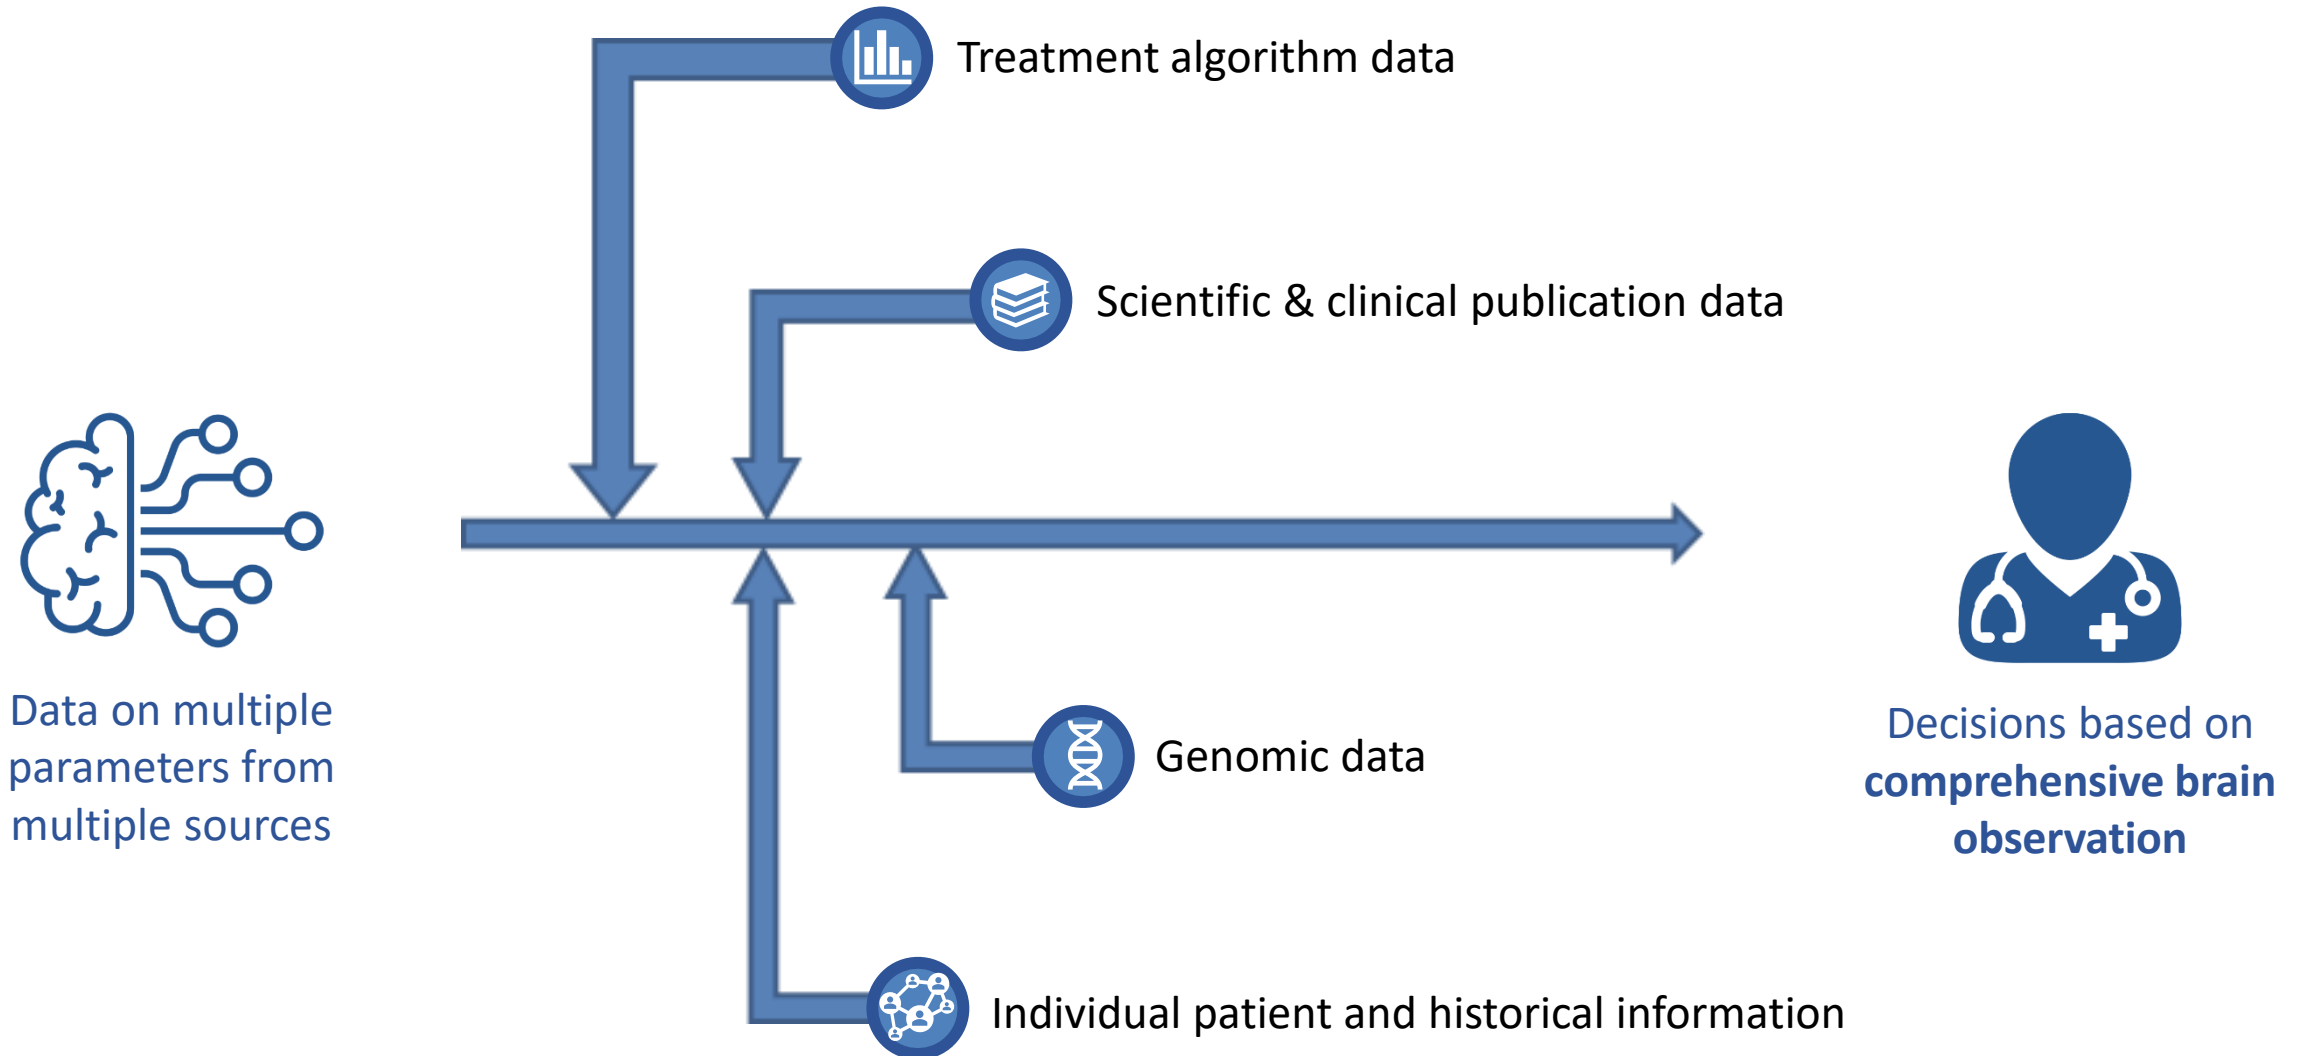 Treatment algorithm data
Scientific & clinical publication data
Data on multiple
parameters from
multiple sources
Decisions based on
comprehensive brain
observation
Genomic data
Individual patient and historical information